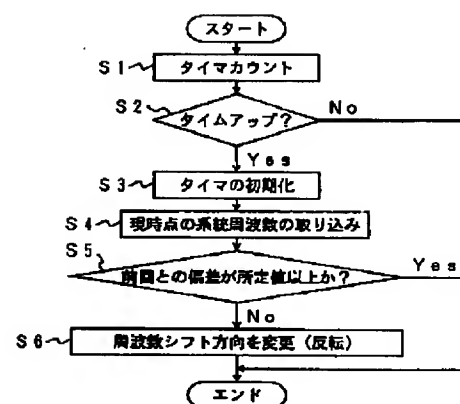 スタート
S1 タイマカウント
S2 タイムアップ? No
Yes
S3 タイマの初期化
S4 現時点の系統周波数の取り込み
S5 前回との偏差が所定値以上か? Yes
No
S6 周波数シフト方向を変更(反転)
エンド